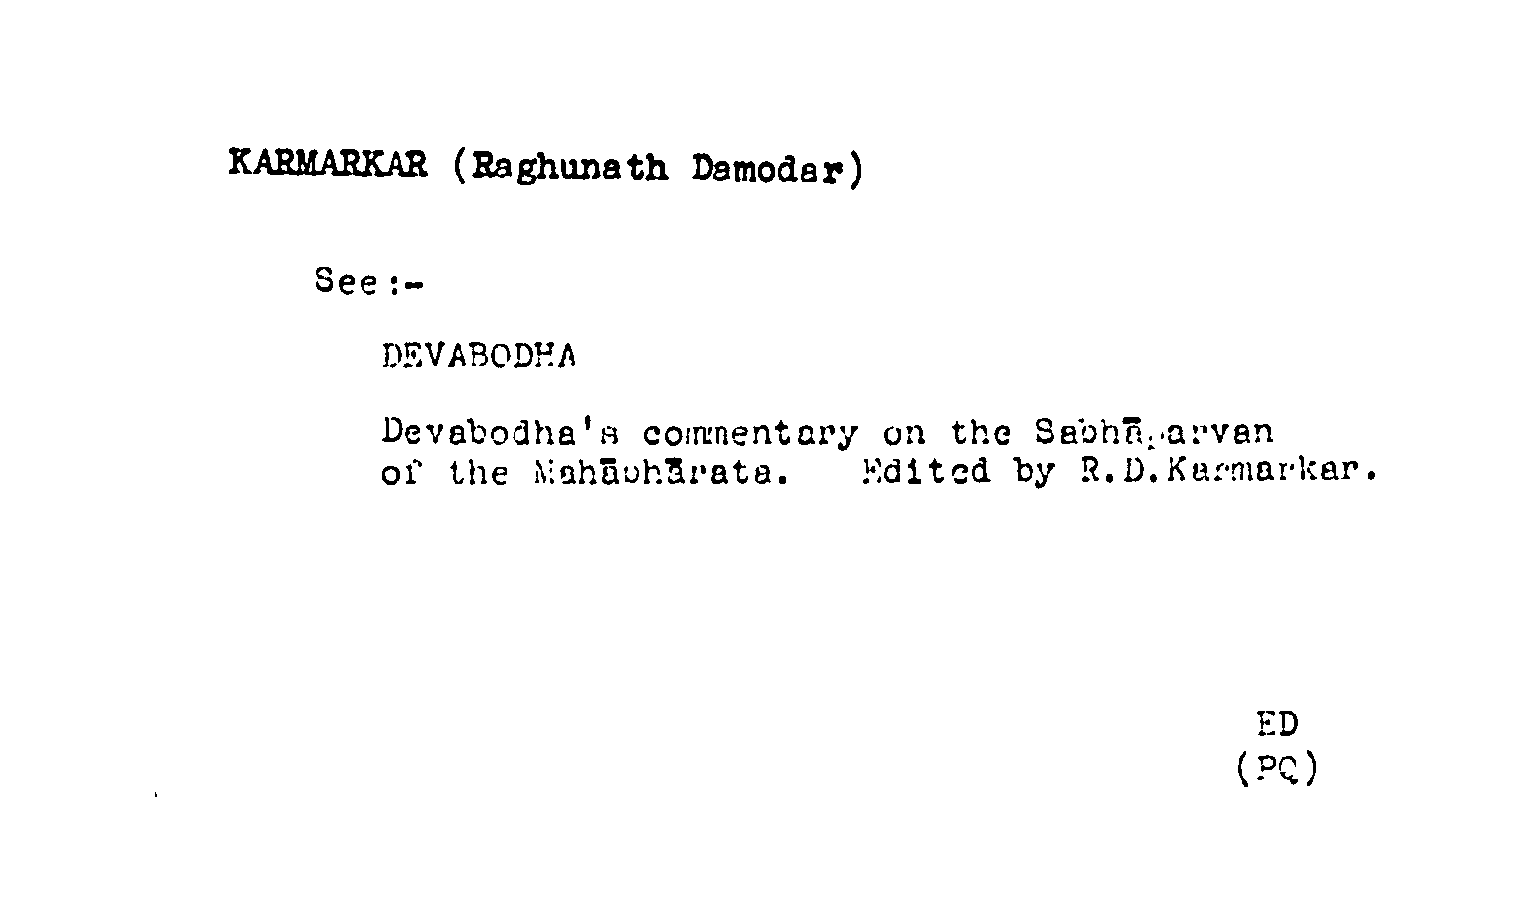 KARMARKAR (Raghunath Damodar)
See:-
DEVABODHA
Devabodha's commentary on the Sabhāparvan
of the Mahābhārata. Edited by R.D.Karmarkar.
ED
(PQ)